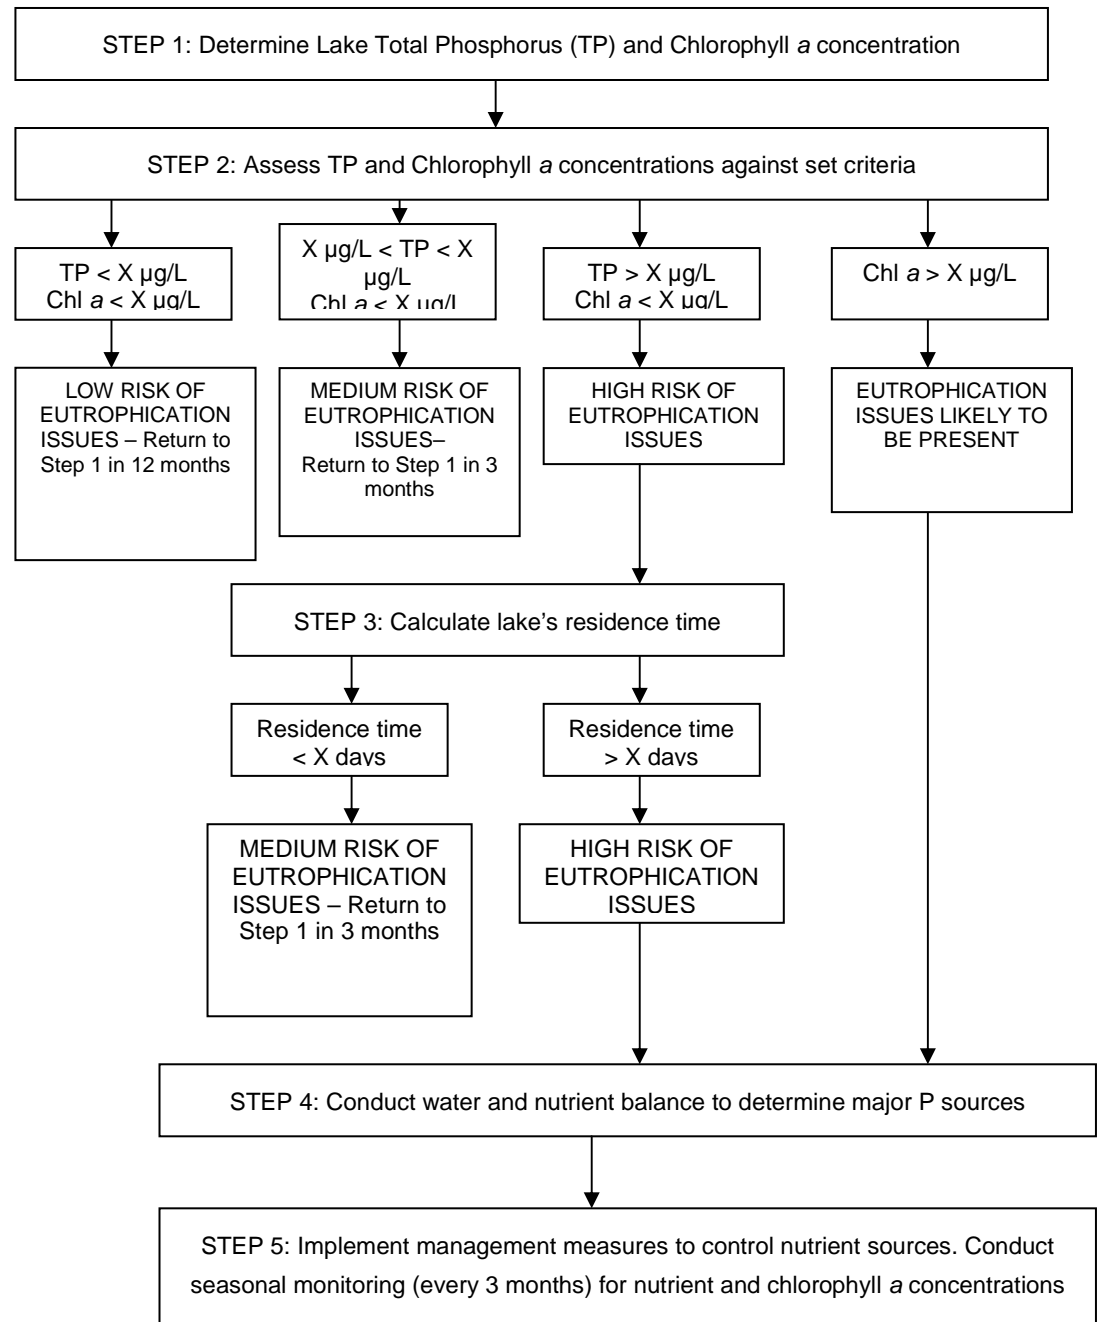 STEP 1: Determine Lake Total Phosphorus (TP) and Chlorophyll a concentration
STEP 2: Assess TP and Chlorophyll a concentrations against set criteria
TP < X µg/L
Chl a < X µg/L
X µg/L < TP < X
µg/L
Chl a < X µg/L
TP > X µg/L
Chl a < X µg/L
Chl a > X µg/L
LOW RISK OF
EUTROPHICATION
ISSUES – Return to
Step 1 in 12 months
MEDIUM RISK OF
EUTROPHICATION
ISSUES–
Return to Step 1 in 3
months
HIGH RISK OF
EUTROPHICATION
ISSUES
EUTROPHICATION
ISSUES LIKELY TO
BE PRESENT
STEP 3: Calculate lake's residence time
Residence time
< X days
Residence time
> X days
MEDIUM RISK OF
EUTROPHICATION
ISSUES – Return to
Step 1 in 3 months
HIGH RISK OF
EUTROPHICATION
ISSUES
STEP 4: Conduct water and nutrient balance to determine major P sources
STEP 5: Implement management measures to control nutrient sources. Conduct
seasonal monitoring (every 3 months) for nutrient and chlorophyll a concentrations